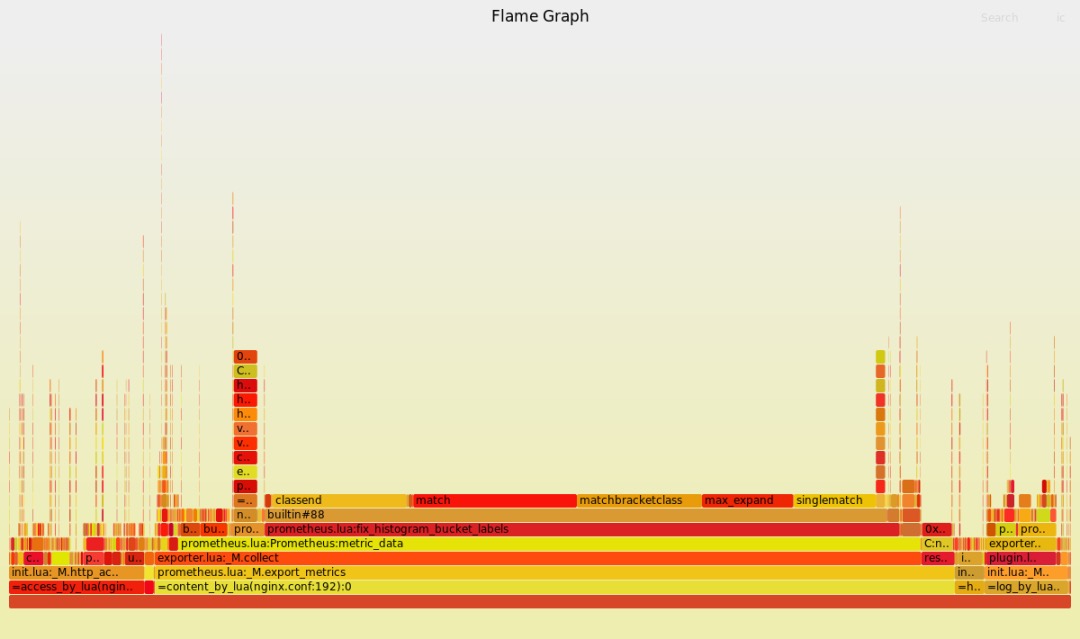 Flame Graph
Search ic
0..
C..
h..
h..
h..
v..
v..
c..
e..
p..
=.. classend match matchbracketclass max_expand singlematch
n.. builtin#88
b.. bu.. pro.. prometheus.lua:fix_histogram_bucket_labels 0x.. p.. pro..
prometheus.lua:Prometheus:metric_data C:n.. exporter..
c.. p.. u.. exporter.lua:_M.collect res.. i.. plugin.l..
init.lua:_M.http_ac.. prometheus.lua:_M.export_metrics in.. init.lua:_M..
=access_by_lua(ngin.. =content_by_lua(nginx.conf:192):0 =h.. =log_by_lua..